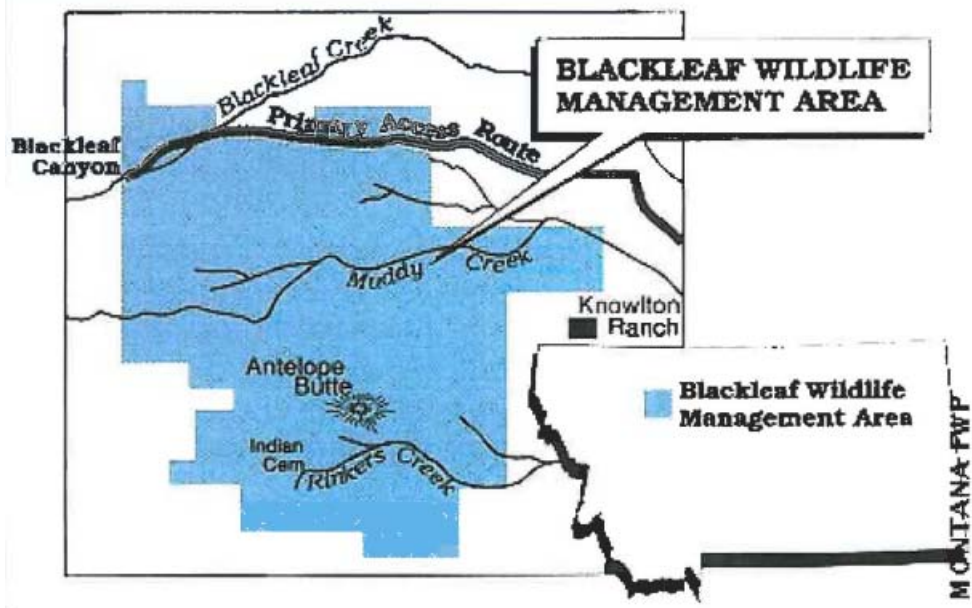 Blackleaf Creek
BLACKLEAF WILDLIFE
MANAGEMENT AREA
Primary Access Route
Blackleaf
Canyon
Muddy Creek
Knowlton
Ranch
Antelope
Butte
Blackleaf Wildlife
Management Area
Indian
Cem
Rinkers Creek
MONTANA FWP